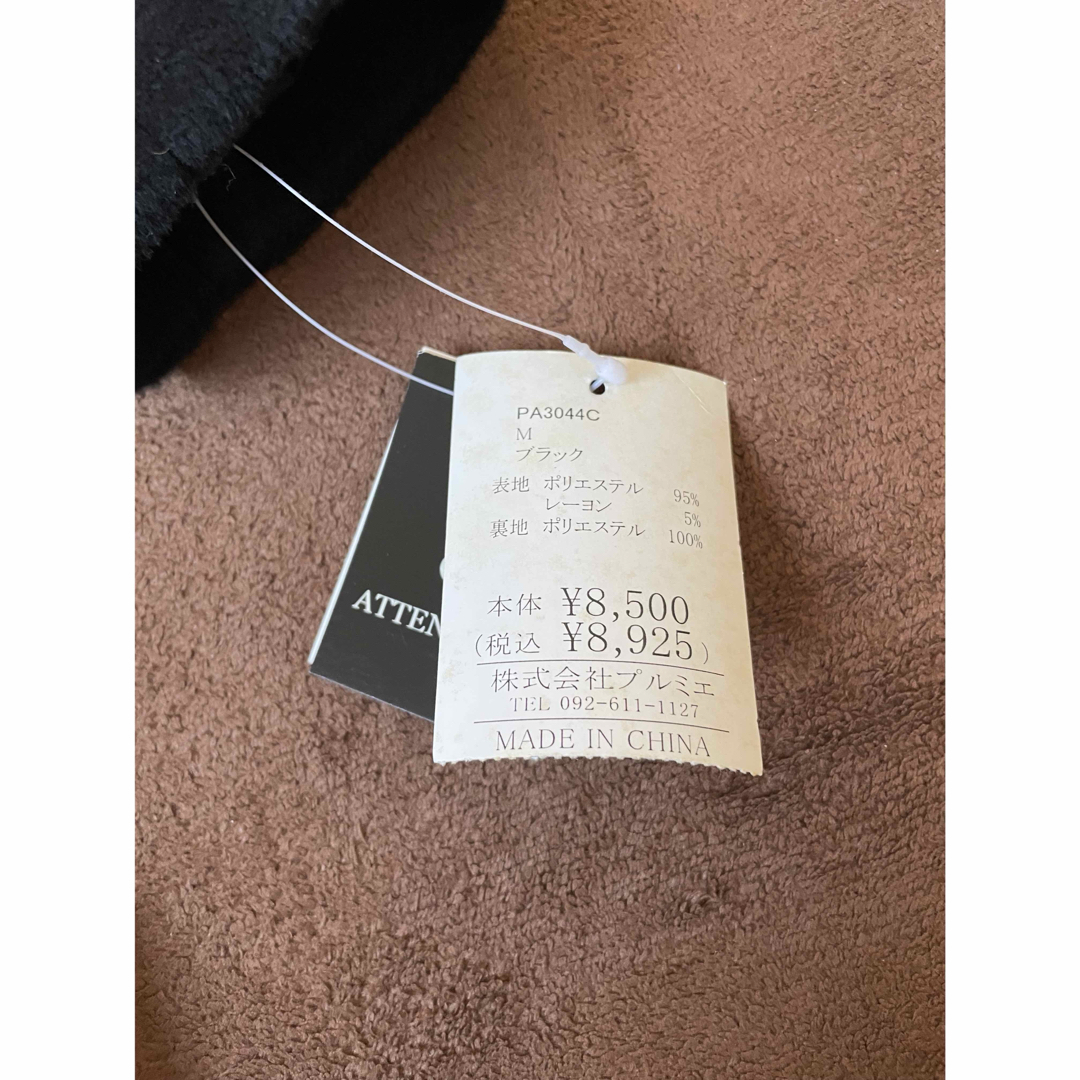 PA3044C
M
ブラック
表地 ポリエステル 95%
レーヨン 5%
裏地 ポリエステル 100%
本体 ¥8,500
(税込 ¥8,925)
株式会社プルミエ
TEL 092-611-1127
MADE IN CHINA
ATTEN